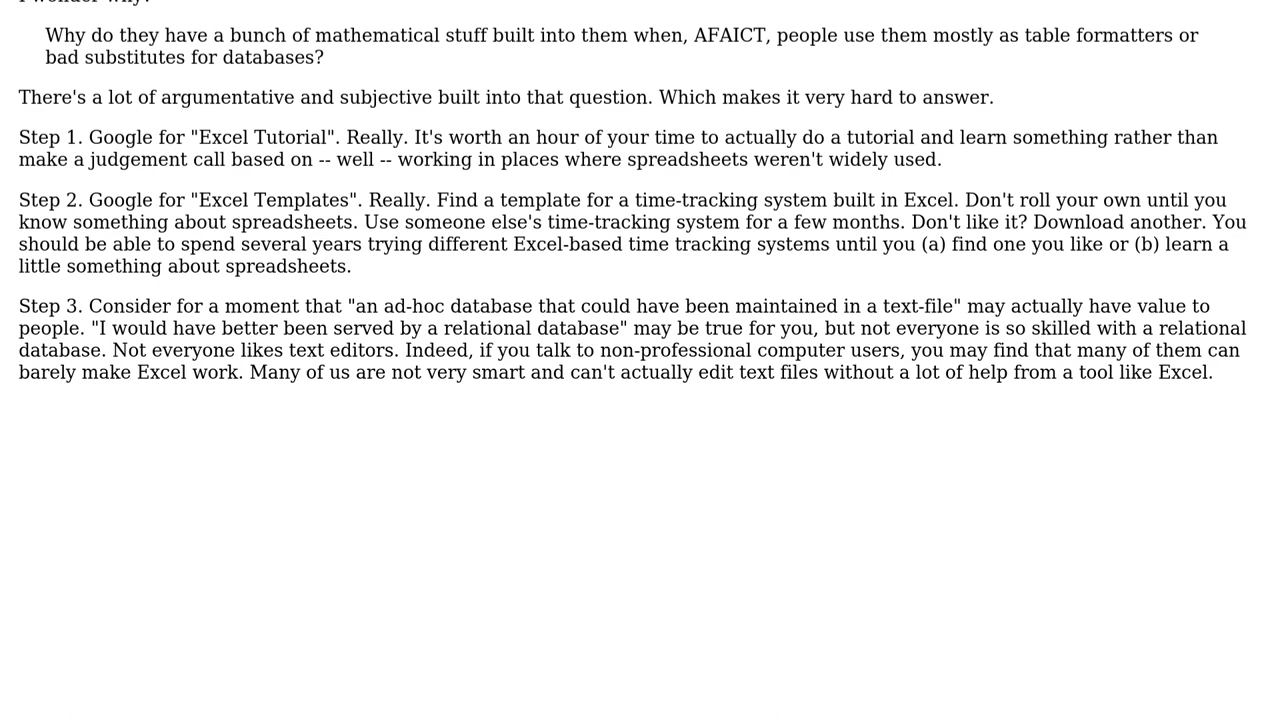 Why do they have a bunch of mathematical stuff built into them when, AFAICT, people use them mostly as table formatters or
bad substitutes for databases?
There's a lot of argumentative and subjective built into that question. Which makes it very hard to answer.
Step 1. Google for "Excel Tutorial". Really. It's worth an hour of your time to actually do a tutorial and learn something rather than
make a judgement call based on -- well -- working in places where spreadsheets weren't widely used.
Step 2. Google for "Excel Templates". Really. Find a template for a time-tracking system built in Excel. Don't roll your own until you
know something about spreadsheets. Use someone else's time-tracking system for a few months. Don't like it? Download another. You
should be able to spend several years trying different Excel-based time tracking systems until you (a) find one you like or (b) learn a
little something about spreadsheets.
Step 3. Consider for a moment that "an ad-hoc database that could have been maintained in a text-file" may actually have value to
people. "I would have better been served by a relational database" may be true for you, but not everyone is so skilled with a relational
database. Not everyone likes text editors. Indeed, if you talk to non-professional computer users, you may find that many of them can
barely make Excel work. Many of us are not very smart and can't actually edit text files without a lot of help from a tool like Excel.